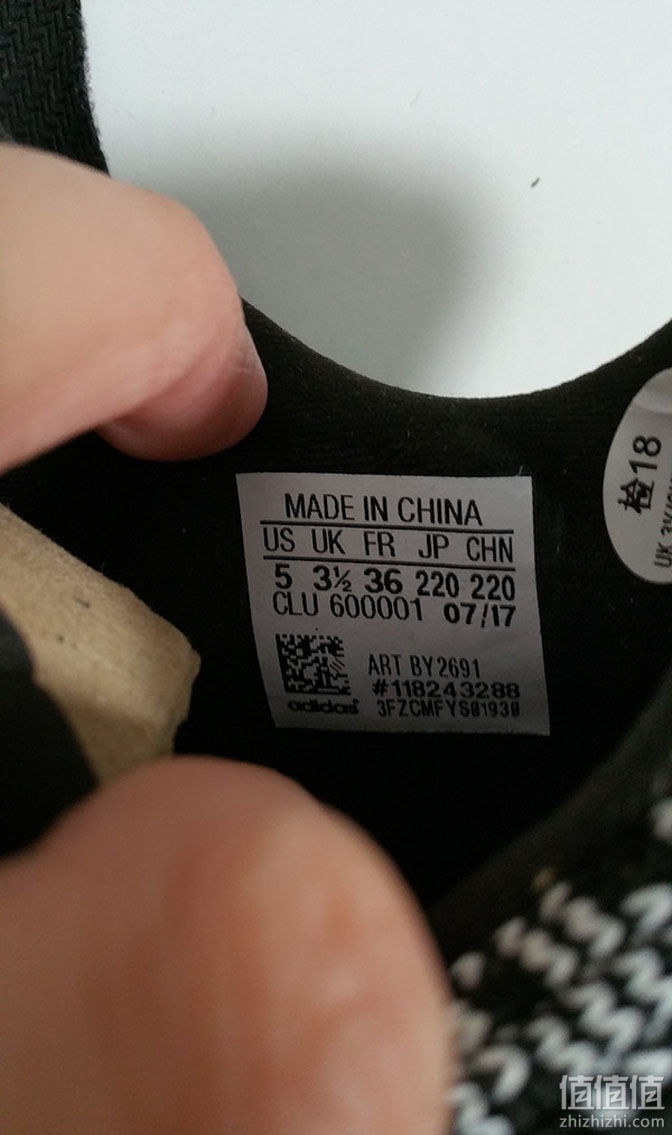 MADE IN CHINA
US UK FR JP CHN
5 3½ 36 220 220
CLU 600001 07/17
ART BY2691
#118243288
adidas 3FZCMFYS01930
检18
UK
值值值
zhizhizhi.com